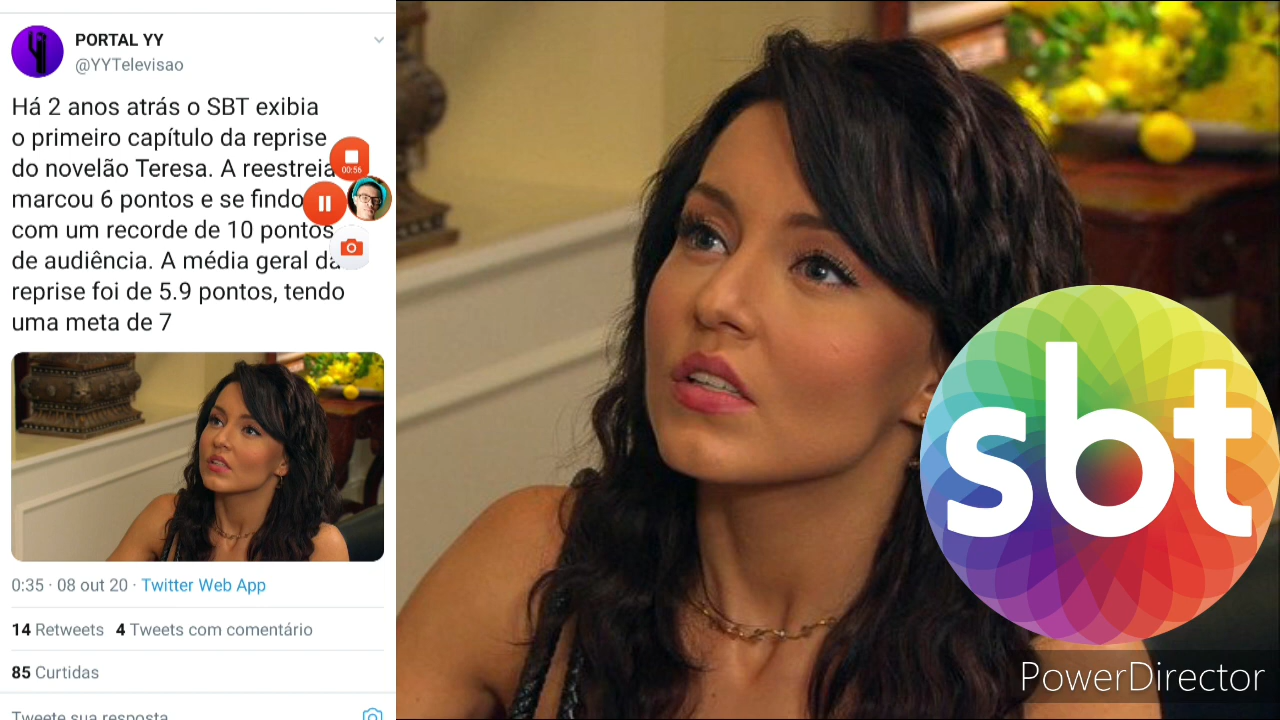 PORTAL YY
@YYTelevisao
Há 2 anos atrás o SBT exibia
o primeiro capítulo da reprise
do novelão Teresa. A reestreia
marcou 6 pontos e se findo
com um recorde de 10 pontos
de audiência. A média geral da
reprise foi de 5.9 pontos, tendo
uma meta de 7
00:56
0:35 · 08 out 20 · Twitter Web App
14 Retweets 4 Tweets com comentário
85 Curtidas
Tweete sua resposta
sbt
PowerDirector